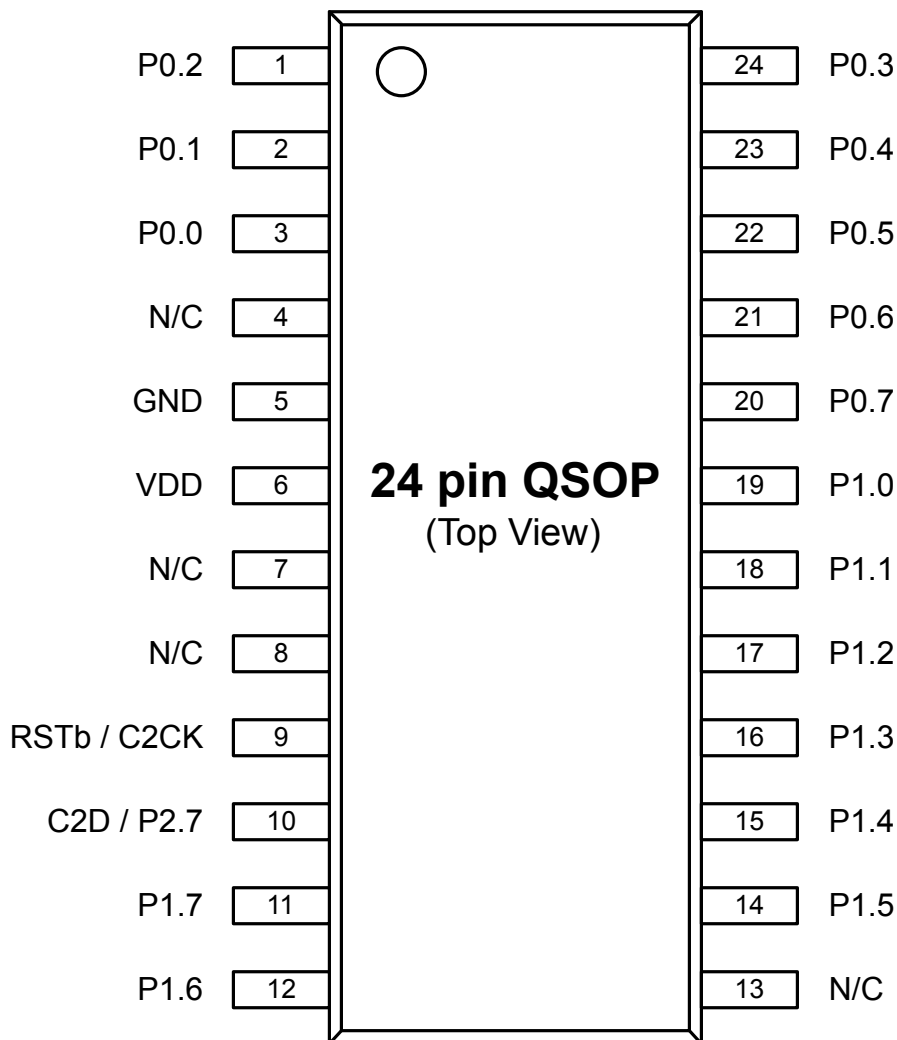 P0.2 1 24 P0.3
P0.1 2 23 P0.4
P0.0 3 22 P0.5
N/C 4 21 P0.6
GND 5 20 P0.7
VDD 6 24 pin QSOP 19 P1.0
(Top View)
N/C 7 18 P1.1
N/C 8 17 P1.2
RSTb / C2CK 9 16 P1.3
C2D / P2.7 10 15 P1.4
P1.7 11 14 P1.5
P1.6 12 13 N/C